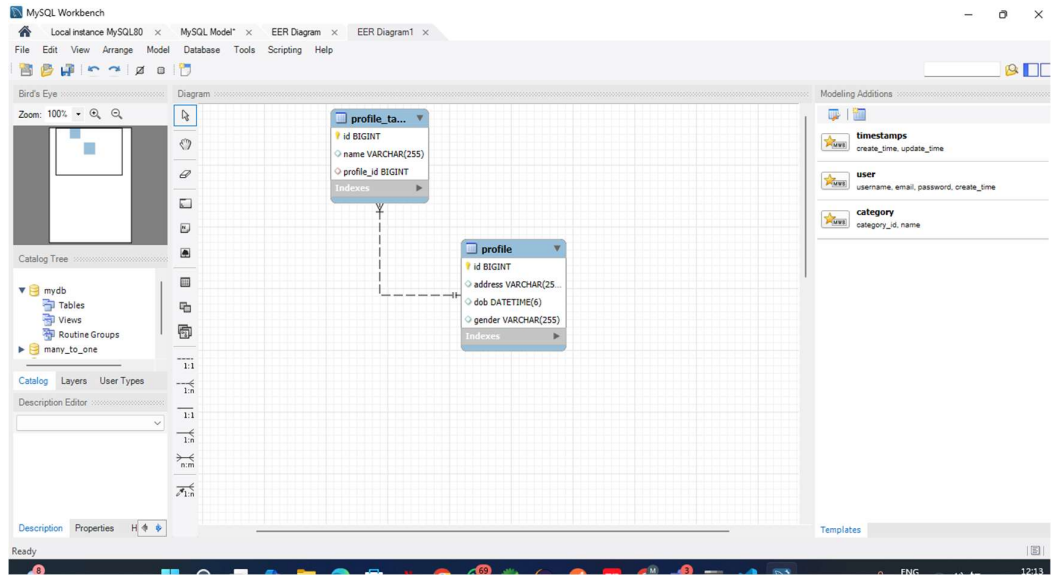 MySQL Workbench
Local instance MySQL80 × MySQL Model* × EER Diagram × EER Diagram1 ×
File Edit View Arrange Model Database Tools Scripting Help
Bird's Eye
Zoom: 100%
Diagram
profile_ta...
id BIGINT
name VARCHAR(255)
profile_id BIGINT
Indexes
profile
id BIGINT
address VARCHAR(25...
dob DATETIME(6)
gender VARCHAR(255)
Indexes
1:1
1:n
1:1
1:n
n:m
1:n
Catalog Tree
mydb
Tables
Views
Routine Groups
many_to_one
Catalog Layers User Types
Description Editor
Description Properties H
Modeling Additions
timestamps
create_time, update_time
user
username, email, password, create_time
category
category_id, name
Templates
Ready
8
69
M
3
ENG
12:13